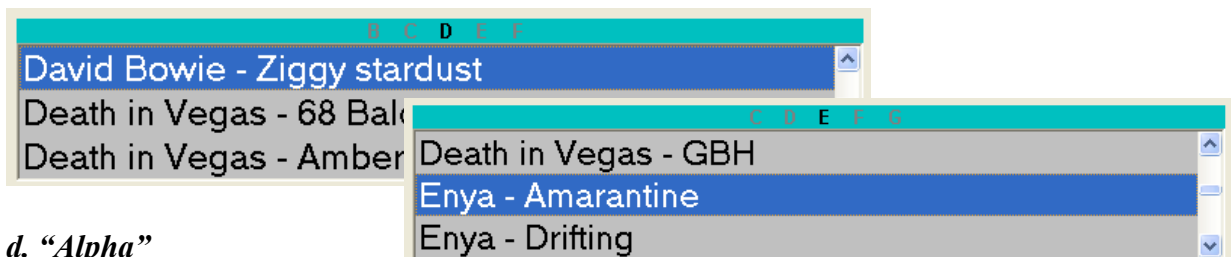 B C D E F
David Bowie - Ziggy stardust
Death in Vegas - 68
Death in Vegas - Amber
C D E F G
Death in Vegas - GBH
Enya - Amarantine
Enya - Drifting
d. “Alpha”